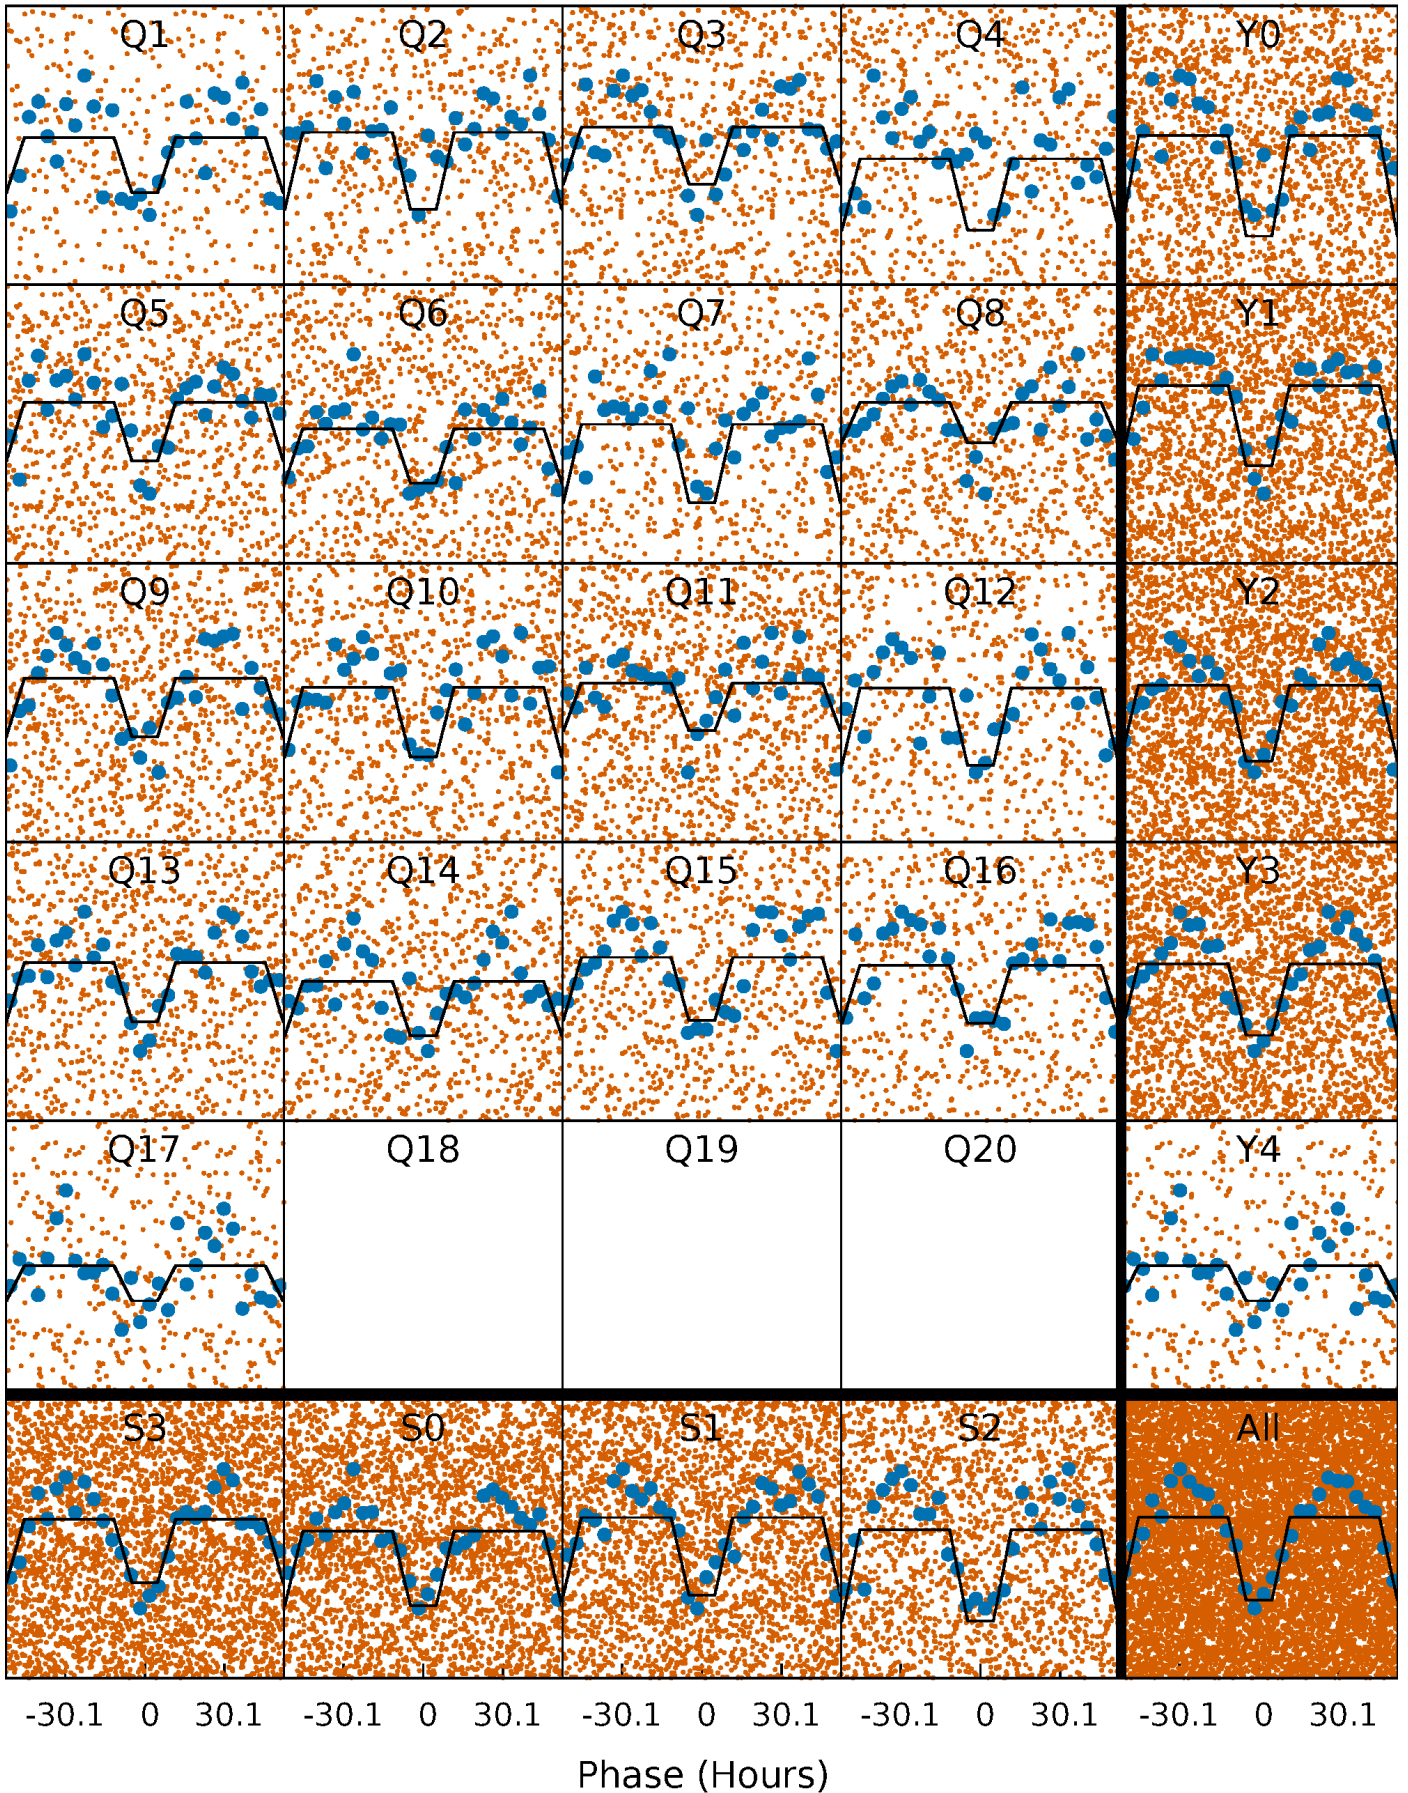 Q1 Q2 Q3 Q4 Y0
Q5 Q6 Q7 Q8 Y1
Q9 Q10 Q11 Q12 Y2
Q13 Q14 Q15 Q16 Y3
Q17 Q18 Q19 Q20 Y4
S3 S0 S1 S2 All
-30.1 0 30.1 -30.1 0 30.1 -30.1 0 30.1 -30.1 0 30.1 -30.1 0 30.1
Phase (Hours)